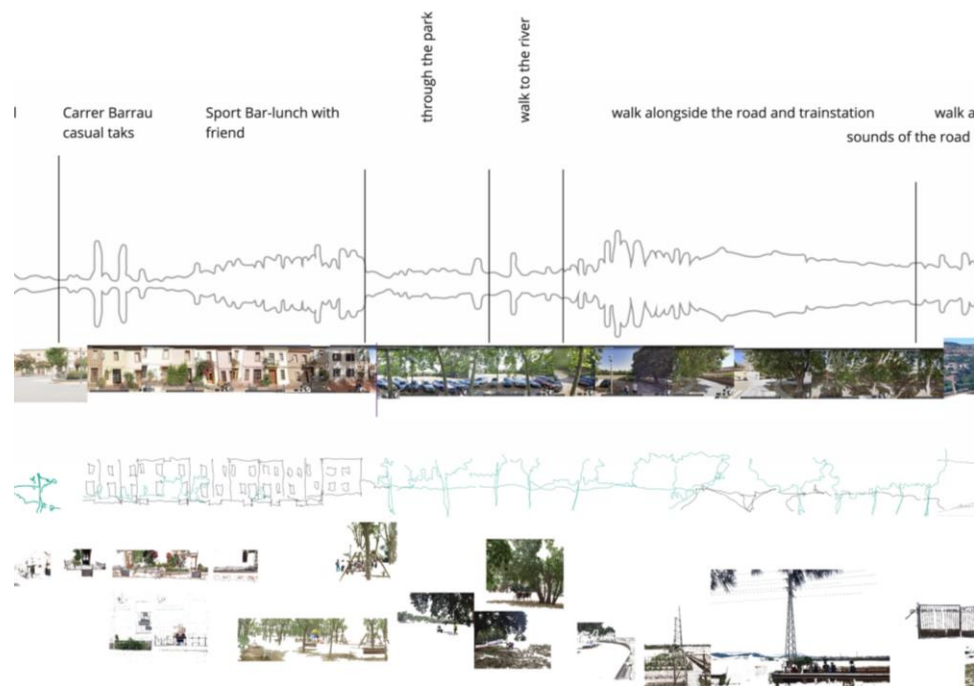 Carrer Barrau
casual taks
Sport Bar-lunch with
friend
through the park
walk to the river
walk alongside the road and trainstation
walk a
sounds of the road